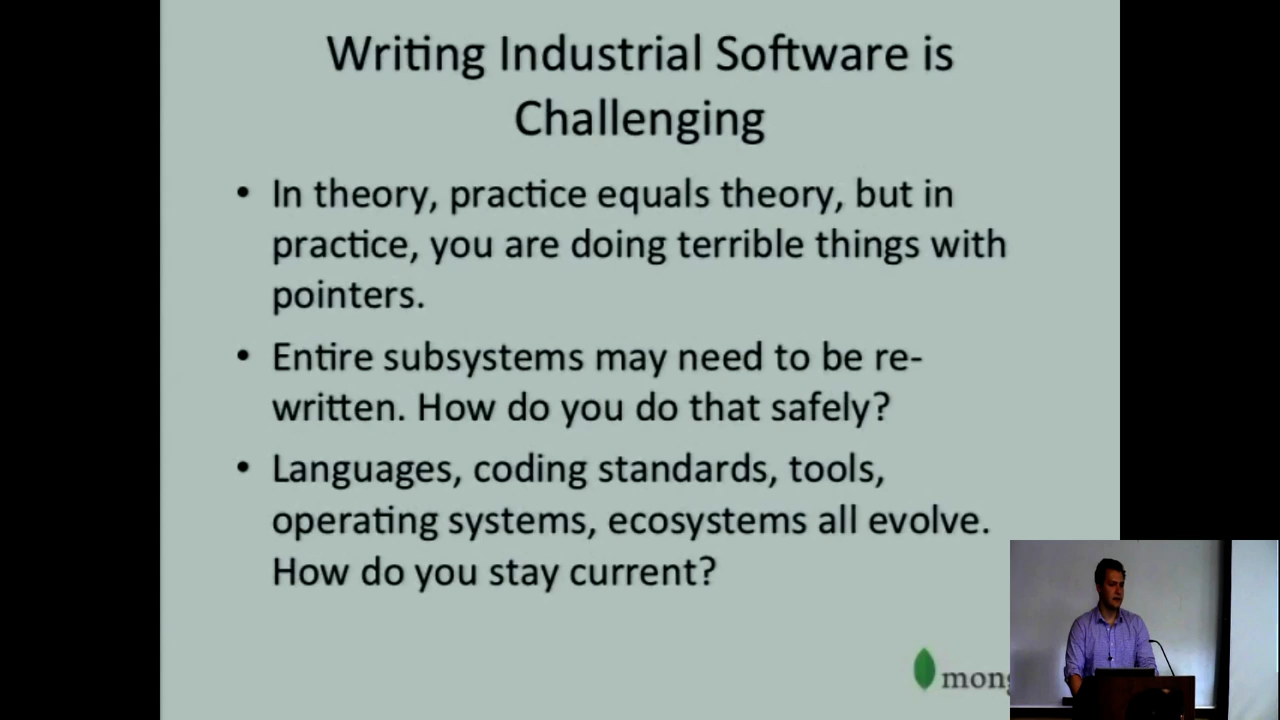 Writing Industrial Software is
Challenging
• In theory, practice equals theory, but in
practice, you are doing terrible things with
pointers.
• Entire subsystems may need to be re-
written. How do you do that safely?
• Languages, coding standards, tools,
operating systems, ecosystems all evolve.
How do you stay current?
mong